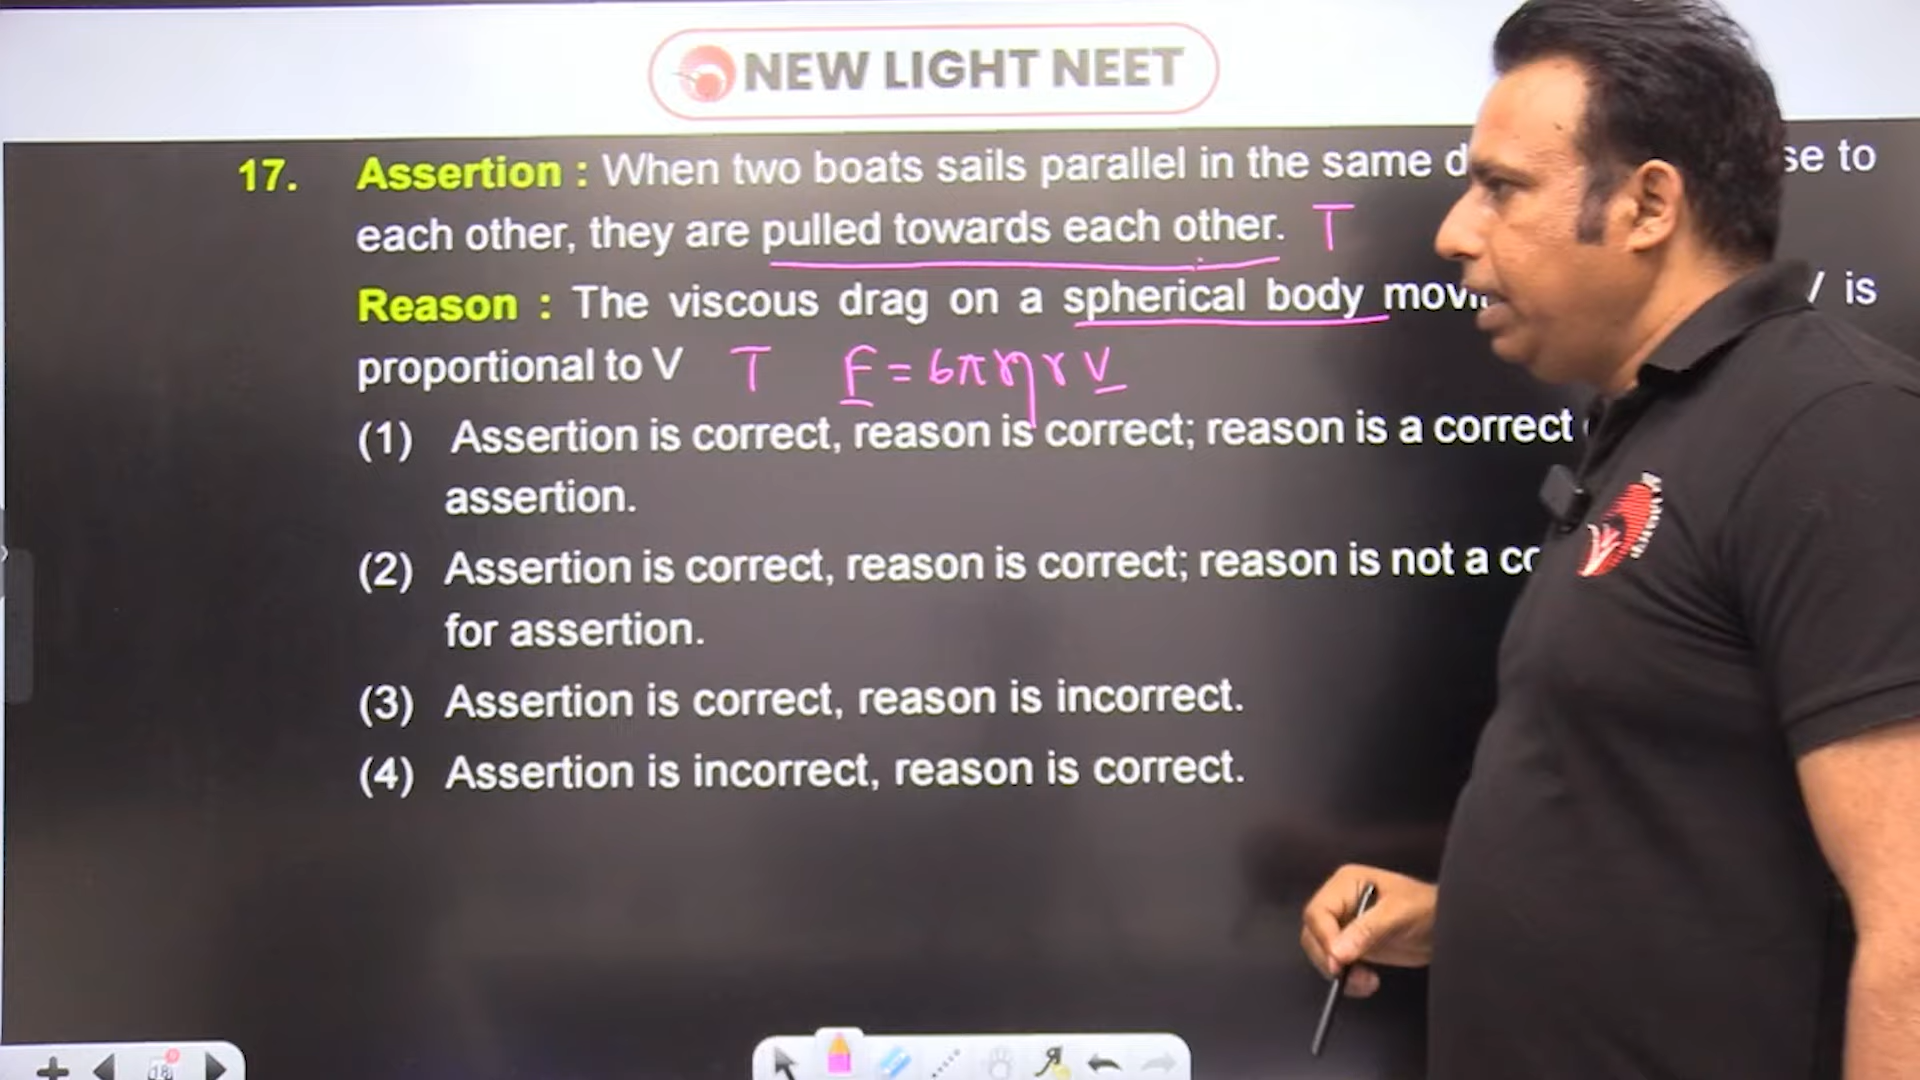 NEW LIGHT NEET
17. Assertion : When two boats sails parallel in the same se to
each other, they are pulled towards each other. T
Reason : The viscous drag on a spherical body V is
proportional to V T F = 6πηrV
(1) Assertion is correct, reason is correct; reason is a correct
assertion.
(2) Assertion is correct, reason is correct; reason is not a
for assertion.
(3) Assertion is correct, reason is incorrect.
(4) Assertion is incorrect, reason is correct.
18